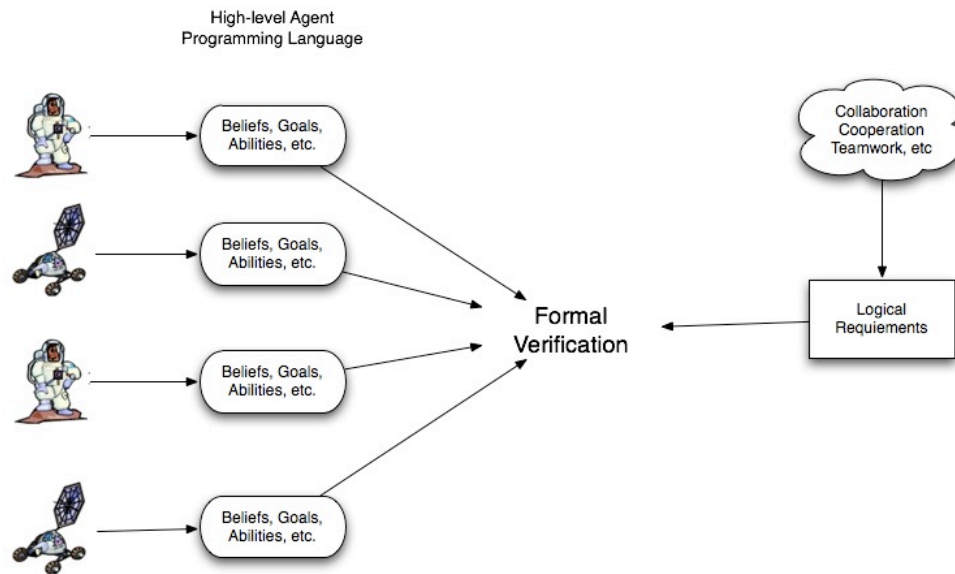 High-level Agent
Programming Language
Beliefs, Goals,
Abilities, etc.
Beliefs, Goals,
Abilities, etc.
Beliefs, Goals,
Abilities, etc.
Beliefs, Goals,
Abilities, etc.
Formal
Verification
Collaboration
Cooperation
Teamwork, etc
Logical
Requiements